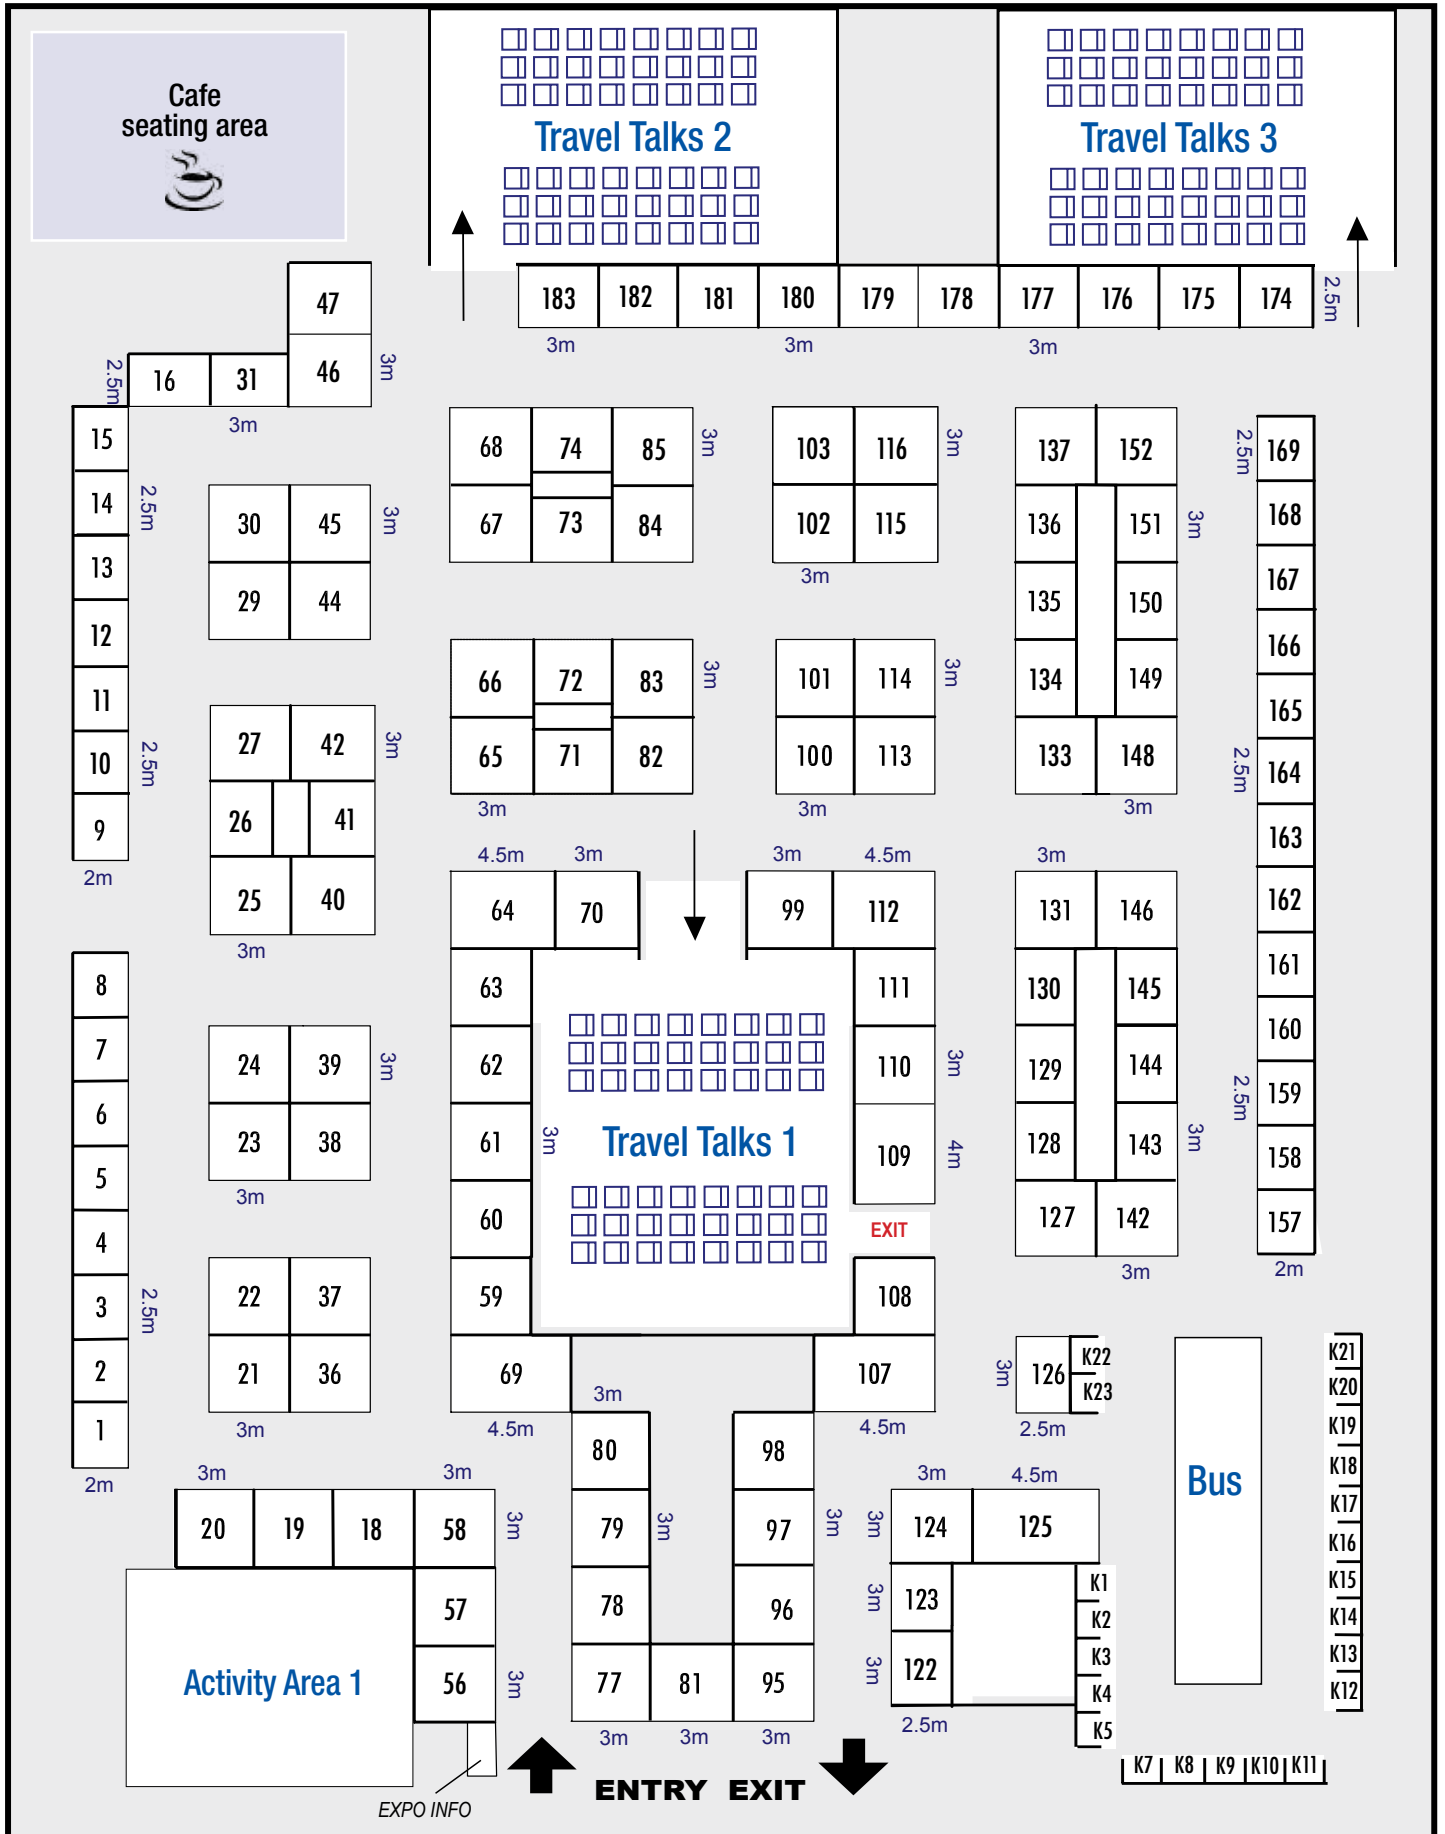 Cafe
seating area
Travel Talks 2
Travel Talks 3
183 182 181 180 179 178 177 176 175 174
2.5m
3m 3m 3m
47
46 3m
2.5m 16 31
3m
15
14 2.5m
13
12
11
10 2.5m
9
2m
30 45 3m
29 44
27 42 3m
26 41
25 40
3m
68 74 85 3m
67 73 84
66 72 83 3m
65 71 82
3m
103 116 3m
102 115
3m
101 114 3m
100 113
3m
137 152
136 151 3m
135 150
134 149
133 148
3m
2.5m 169
168
167
166
165
2.5m 164
163
162
161
160
2.5m 159
158
157
2m
8
7
6
5
4
3 2.5m
2
1
2m
24 39 3m
23 38
3m
22 37
21 36
3m
4.5m 3m 3m 4.5m
64 70 99 112
63 111
62 110 3m
61 3m Travel Talks 1 109 4m
60 EXIT
59 108
69 107
4.5m 3m 4.5m
3m
131 146
130 145
129 144
128 143 3m
127 142
3m
3m 126 K22
K23
2.5m
80 98
79 3m 97 3m
78 96
77 81 95
3m 3m 3m
3m 3m
20 19 18 58 3m
57
56 3m
Activity Area 1
EXPO INFO
3m 4.5m
3m 124 125
3m 123
3m 122
2.5m
K1
K2
K3
K4
K5
Bus
K21
K20
K19
K18
K17
K16
K15
K14
K13
K12
K7 K8 K9 K10 K11
ENTRY EXIT